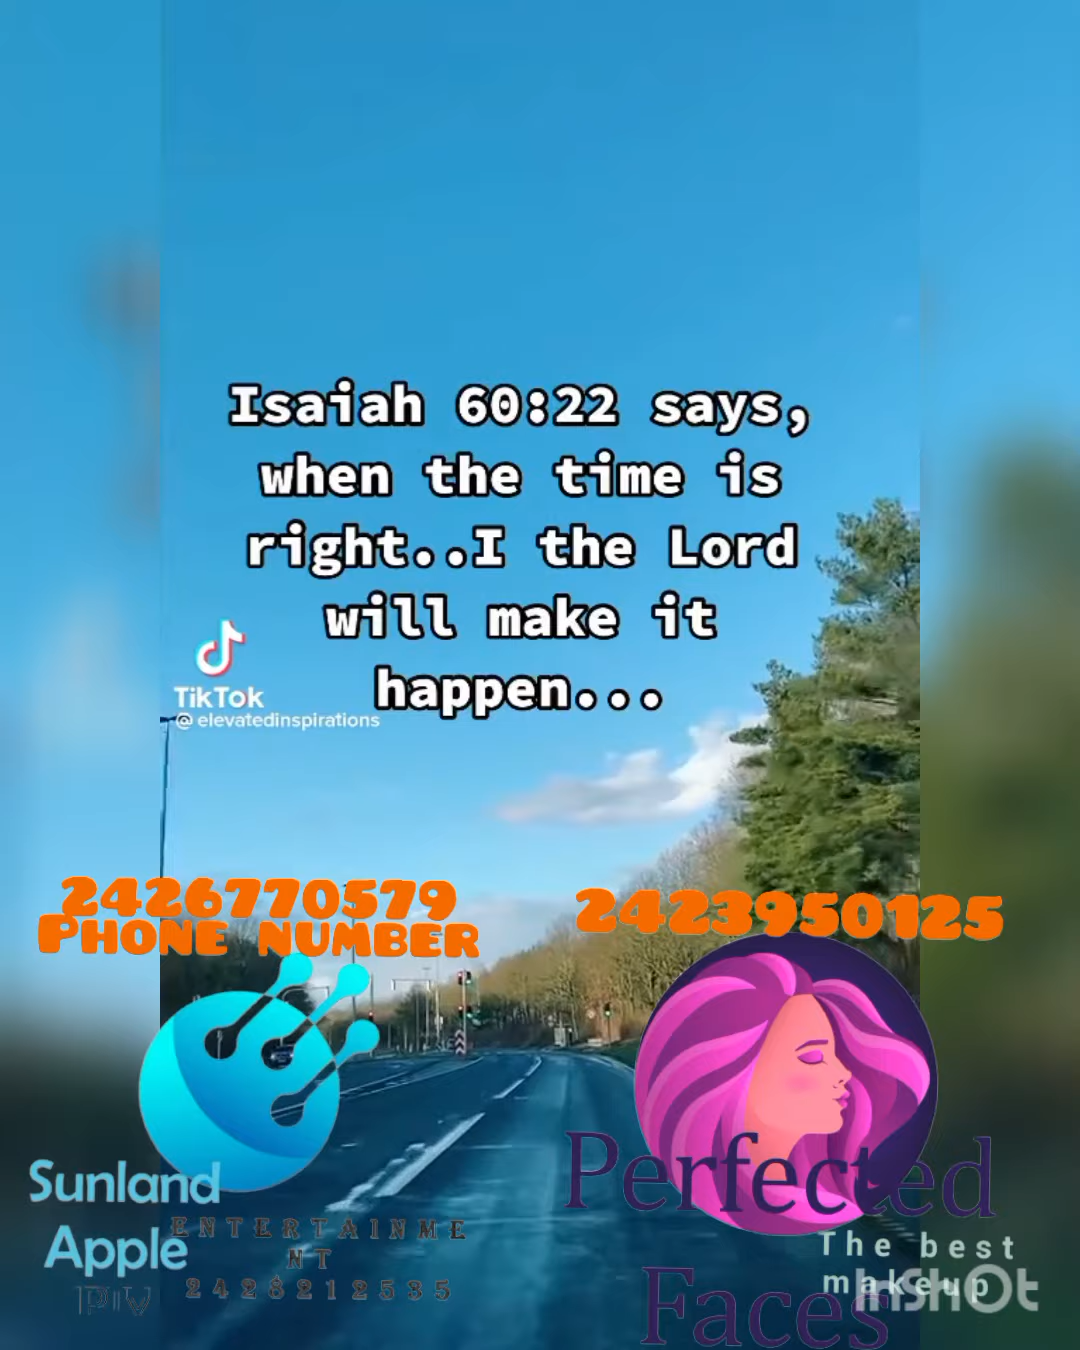 Isaiah 60:22 says,
when the time is
right..I the Lord
will make it
happen...
TikTok
@elevatedinspirations
2426770579
PHONE NUMBER
2423950125
Sunland
Apple
ENTERTAINME
NT
2428212535
Perfected
Faces
The best
makeup
InShOt